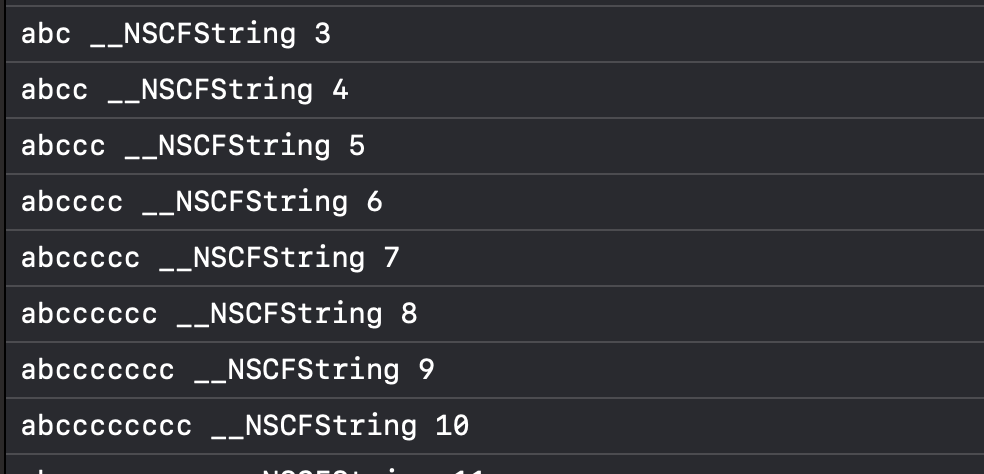 abc __NSCFString 3
abcc __NSCFString 4
abccc __NSCFString 5
abcccc __NSCFString 6
abccccc __NSCFString 7
abcccccc __NSCFString 8
abccccccc __NSCFString 9
abcccccccc __NSCFString 10